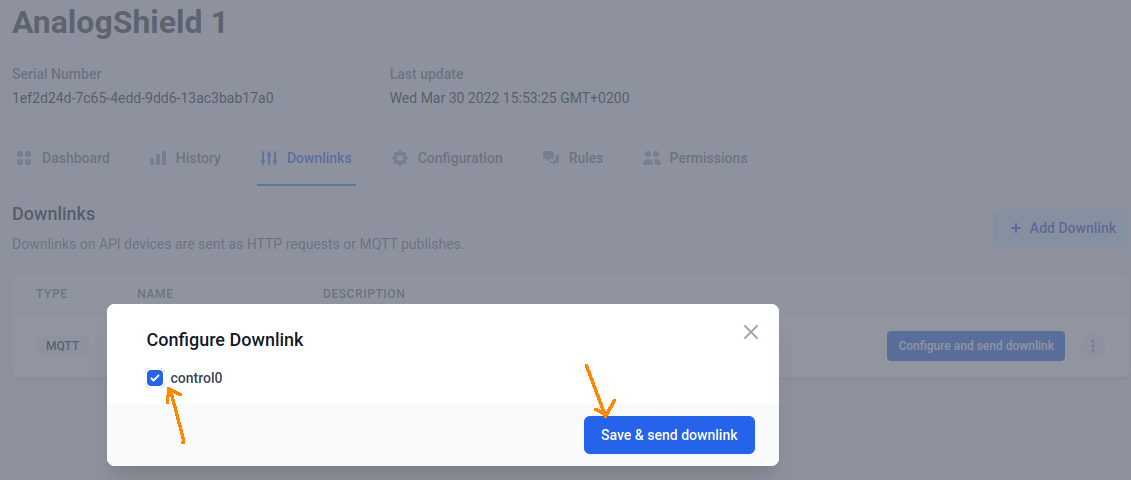 AnalogShield 1
Serial Number Last update
1ef2d24d-7c65-4edd-9dd6-13ac3bab17a0 Wed Mar 30 2022 15:53:25 GMT+0200
Dashboard History Downlinks Configuration Rules Permissions
Downlinks
Downlinks on API devices are sent as HTTP requests or MQTT publishes.
+ Add Downlink
TYPE NAME DESCRIPTION
MQTT Configure and send downlink
Configure Downlink
control0
Save & send downlink